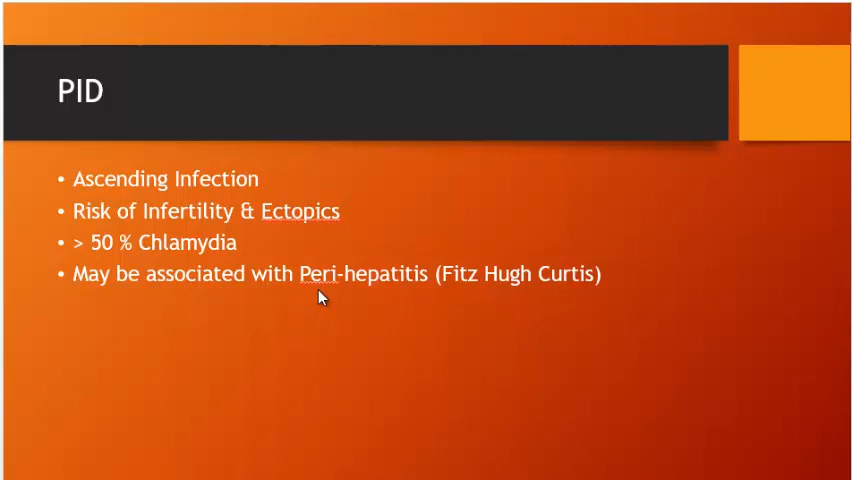 PID
• Ascending Infection
• Risk of Infertility & Ectopics
• > 50 % Chlamydia
• May be associated with Peri-hepatitis (Fitz Hugh Curtis)